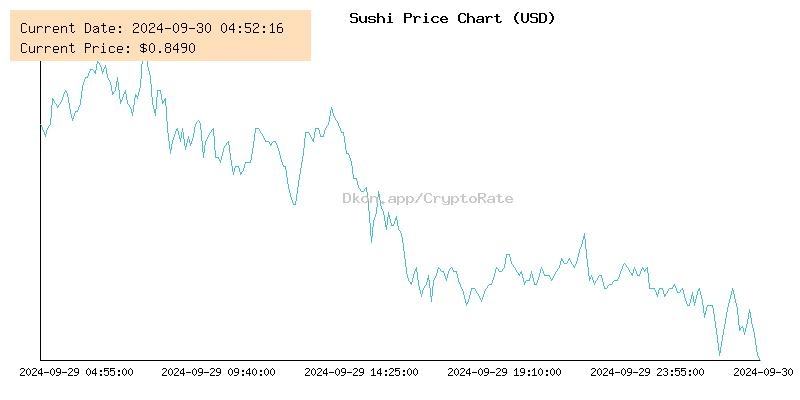 Sushi Price Chart (USD)
Current Date: 2024-09-30 04:52:16
Current Price: $0.8490
Dkon.app/CryptoRate
2024-09-29 04:55:00 2024-09-29 09:40:00 2024-09-29 14:25:00 2024-09-29 19:10:00 2024-09-29 23:55:00 2024-09-30